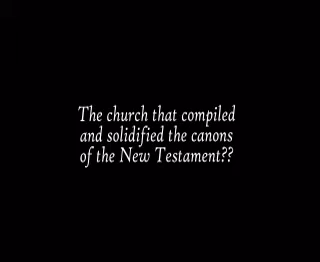 The church that compiled
and solidified the canons
of the New Testament??